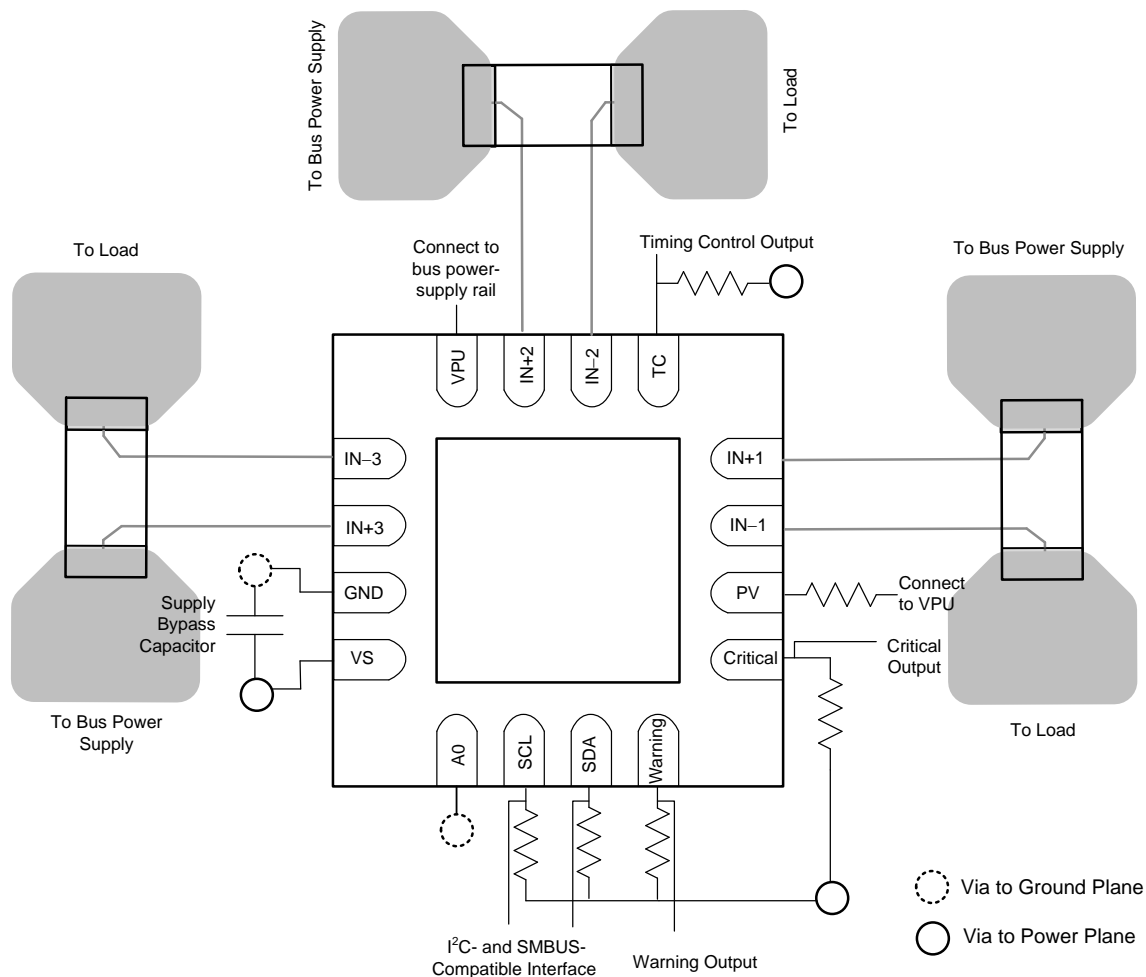 To Bus Power Supply
To Load
To Load
Connect to
bus power-
supply rail
Timing Control Output
To Bus Power Supply
VPU
IN+2
IN–2
TC
IN–3
IN+3
GND
VS
IN+1
IN–1
PV
Critical
Supply
Bypass
Capacitor
Connect
to VPU
Critical
Output
To Bus Power
Supply
To Load
A0
SCL
SDA
Warning
I²C- and SMBUS-
Compatible Interface
Warning Output
Via to Ground Plane
Via to Power Plane